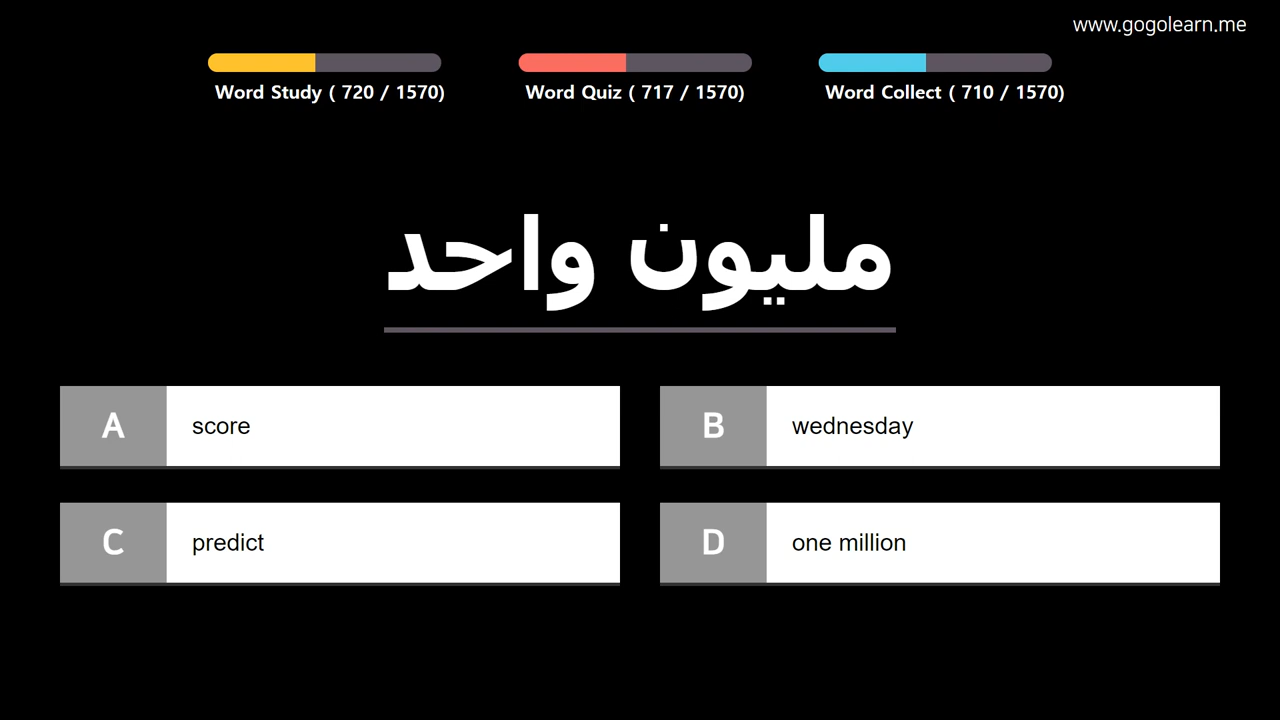 www.gogolearn.me
Word Study ( 720 / 1570) Word Quiz ( 717 / 1570) Word Collect ( 710 / 1570)
مليون واحد
A score
B wednesday
C predict
D one million